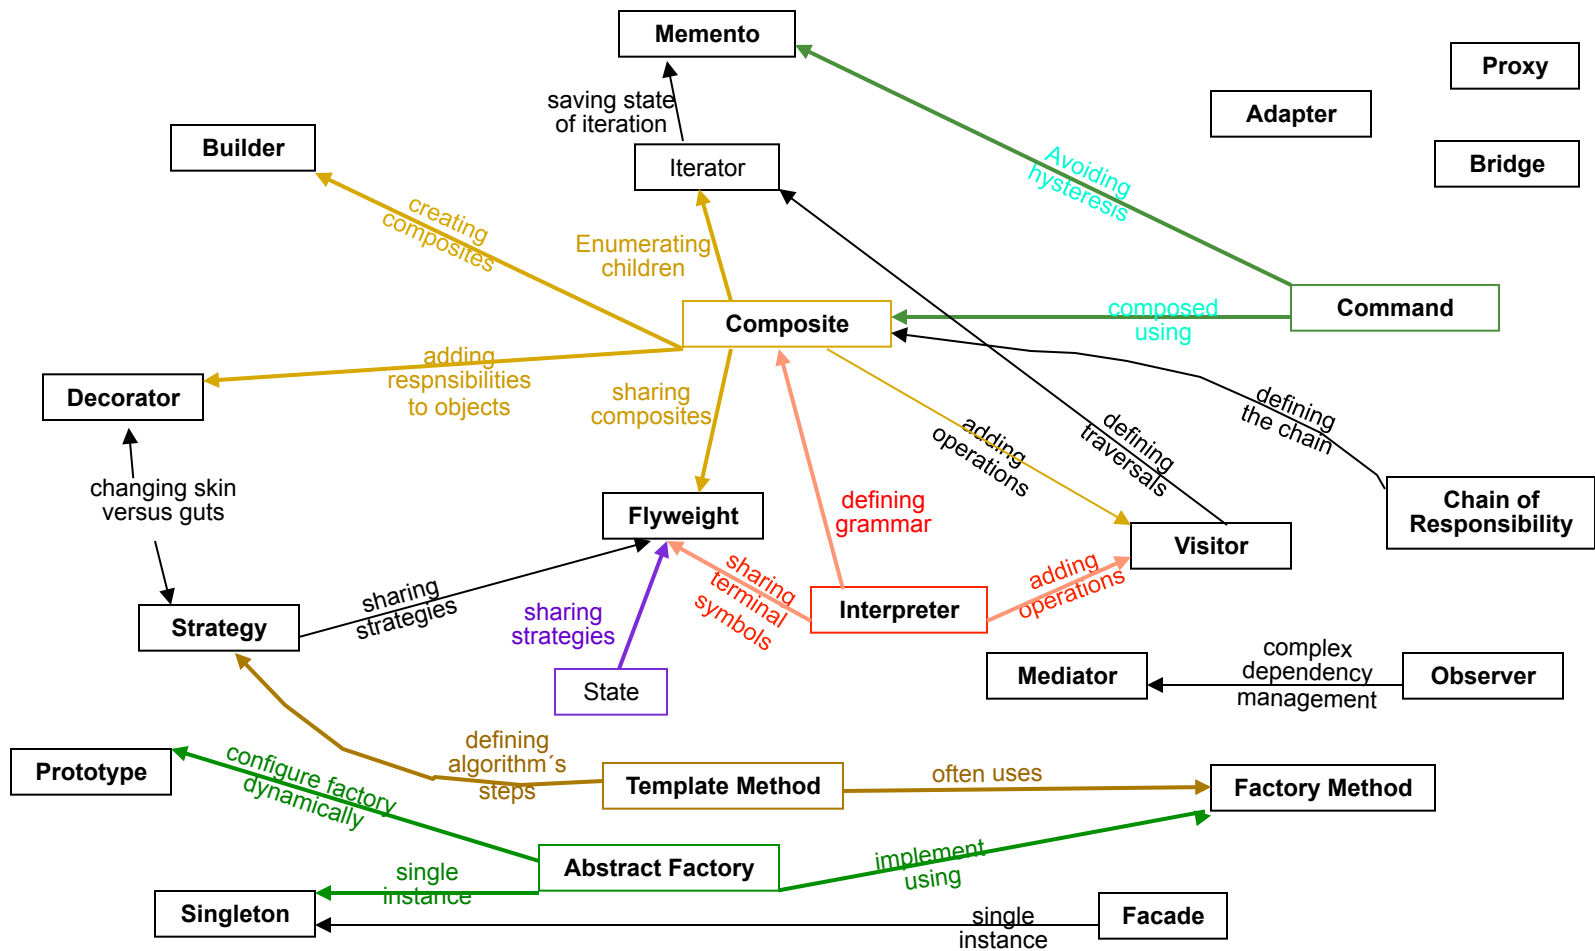 Memento
Proxy
saving state
of iteration
Adapter
Builder
Iterator
Avoiding
hysteresis
Bridge
creating
composites
Enumerating
children
Composite
composed
using
Command
adding
respnsibilities
to objects
Decorator
sharing
composites
adding
operations
defining
traversals
defining
the chain
changing skin
versus guts
Flyweight
defining
grammar
Visitor
Chain of
Responsibility
sharing
strategies
sharing
terminal
symbols
adding
operations
Strategy
sharing
strategies
Interpreter
State
Mediator
complex
dependency
management
Observer
Prototype
configure factory
dynamically
defining
algorithm´s
steps
Template Method
often uses
Factory Method
single
instance
Abstract Factory
implement
using
Singleton
single
instance
Facade